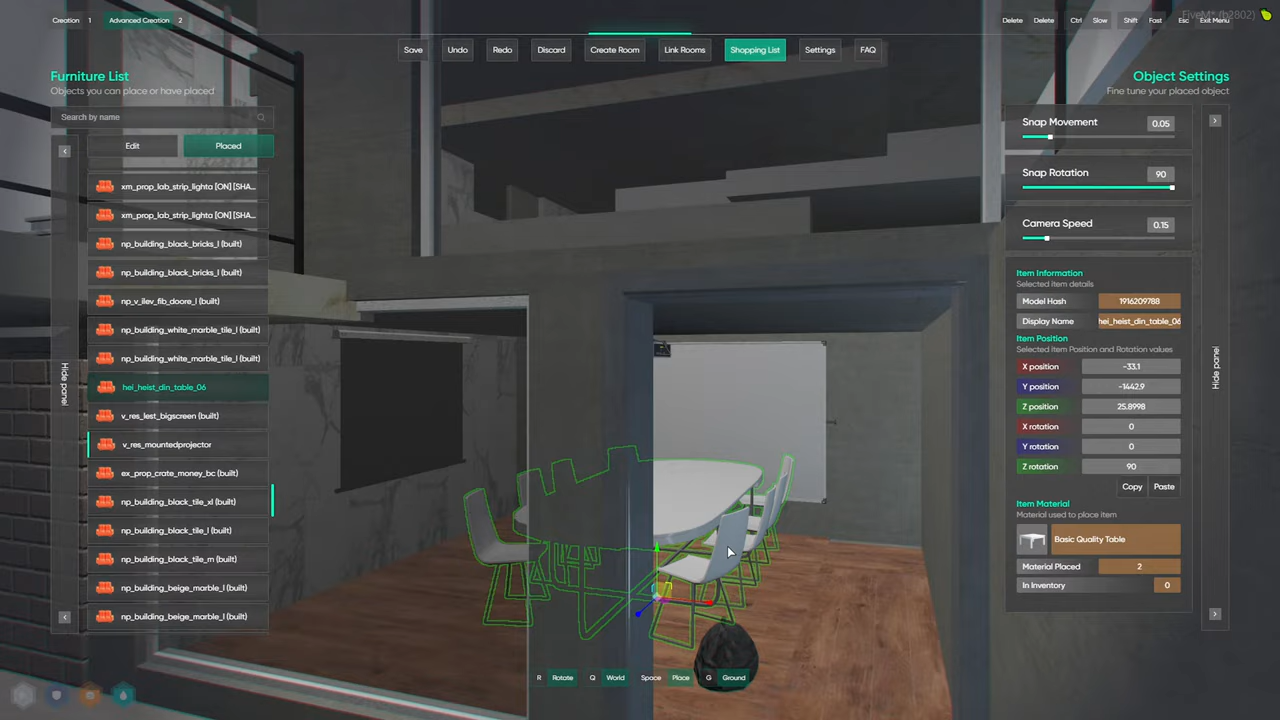 Creation 1 Advanced Creation 2
Delete Delete Ctrl Slow Shift Fast Esc Exit Menu
FiveM* (b2802)
Save Undo Redo Discard Create Room Link Rooms Shopping List Settings FAQ
Furniture List
Objects you can place or have placed
Search by name
Edit Placed
xm_prop_lab_strip_lighta [ON] [SHA...
xm_prop_lab_strip_lighta [ON] [SHA...
np_building_black_bricks_l (built)
np_building_black_bricks_l (built)
np_v_ilev_fib_doore_l (built)
np_building_white_marble_tile_l (built)
np_building_white_marble_tile_l (built)
hei_heist_din_table_06
v_res_lest_bigscreen (built)
v_res_mountedprojector
ex_prop_crate_money_bc (built)
np_building_black_tile_xl (built)
np_building_black_tile_l (built)
np_building_black_tile_m (built)
np_building_beige_marble_l (built)
np_building_beige_marble_l (built)
Hide panel
Object Settings
Fine tune your placed object
Snap Movement 0.05
Snap Rotation 90
Camera Speed 0.15
Item Information
Selected item details
Model Hash 1916209788
Display Name hei_heist_din_table_06
Item Position
Selected item Position and Rotation values
X position -33.1
Y position -1442.9
Z position 25.8998
X rotation 0
Y rotation 0
Z rotation 90
Copy Paste
Item Material
Material used to place item
Basic Quality Table
Material Placed 2
In Inventory 0
Hide panel
R Rotate Q World Space Place G Ground